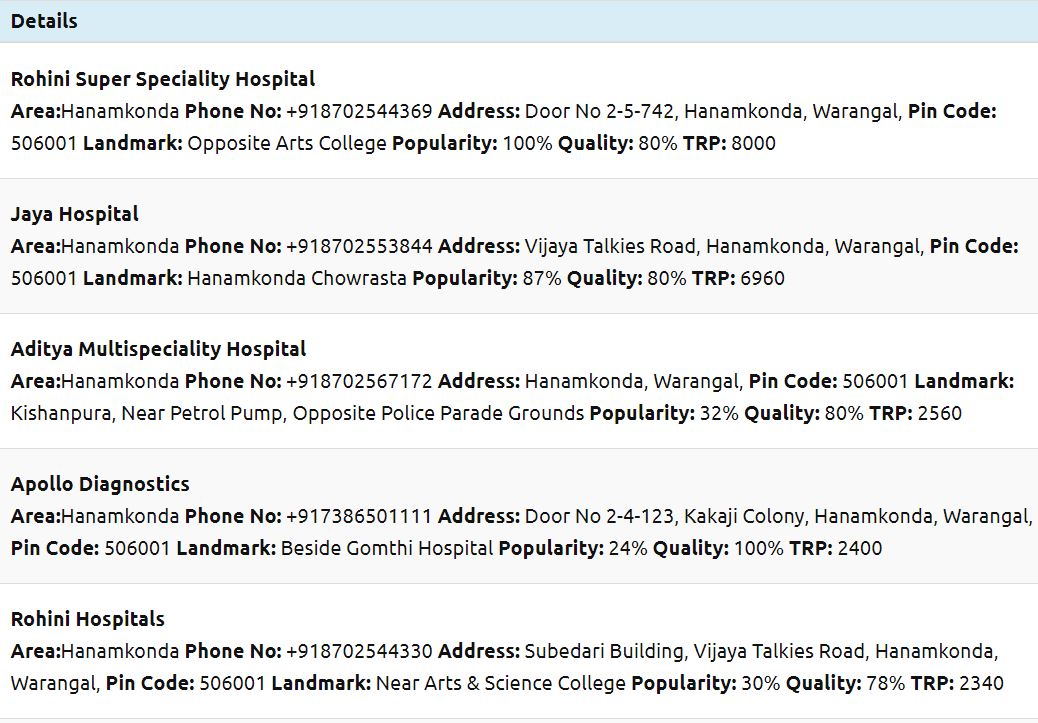 Details
Rohini Super Speciality Hospital
Area:Hanamkonda Phone No: +918702544369 Address: Door No 2-5-742, Hanamkonda, Warangal, Pin Code:
506001 Landmark: Opposite Arts College Popularity: 100% Quality: 80% TRP: 8000
Jaya Hospital
Area:Hanamkonda Phone No: +918702553844 Address: Vijaya Talkies Road, Hanamkonda, Warangal, Pin Code:
506001 Landmark: Hanamkonda Chowrasta Popularity: 87% Quality: 80% TRP: 6960
Aditya Multispeciality Hospital
Area:Hanamkonda Phone No: +918702567172 Address: Hanamkonda, Warangal, Pin Code: 506001 Landmark:
Kishanpura, Near Petrol Pump, Opposite Police Parade Grounds Popularity: 32% Quality: 80% TRP: 2560
Apollo Diagnostics
Area:Hanamkonda Phone No: +917386501111 Address: Door No 2-4-123, Kakaji Colony, Hanamkonda, Warangal,
Pin Code: 506001 Landmark: Beside Gomthi Hospital Popularity: 24% Quality: 100% TRP: 2400
Rohini Hospitals
Area:Hanamkonda Phone No: +918702544330 Address: Subedari Building, Vijaya Talkies Road, Hanamkonda,
Warangal, Pin Code: 506001 Landmark: Near Arts & Science College Popularity: 30% Quality: 78% TRP: 2340